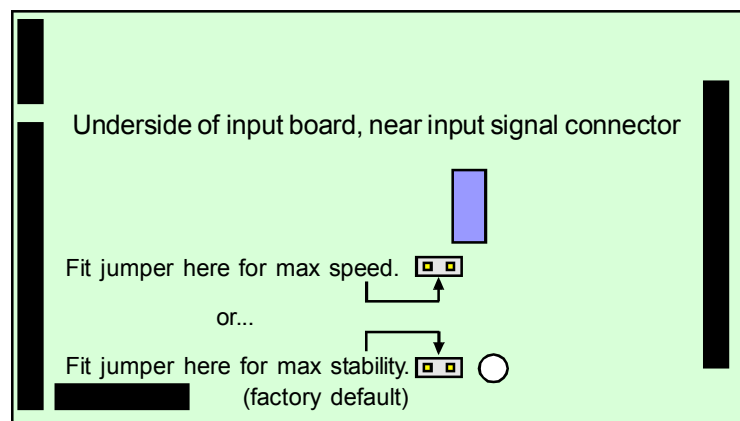 Underside of input board, near input signal connector
Fit jumper here for max speed.
or...
Fit jumper here for max stability.
(factory default)